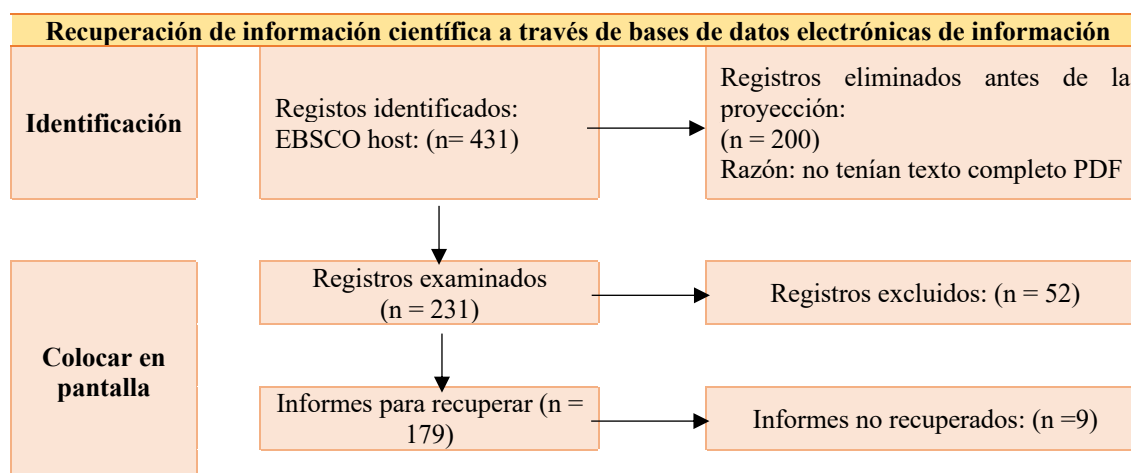 Recuperación de información científica a través de bases de datos electrónicas de información
Identificación
Registos identificados:
EBSCO host: (n= 431)
Registros eliminados antes de la
proyección:
(n = 200)
Razón: no tenían texto completo PDF
Colocar en
pantalla
Registros examinados
(n = 231)
Registros excluidos: (n = 52)
Informes para recuperar (n =
179)
Informes no recuperados: (n =9)